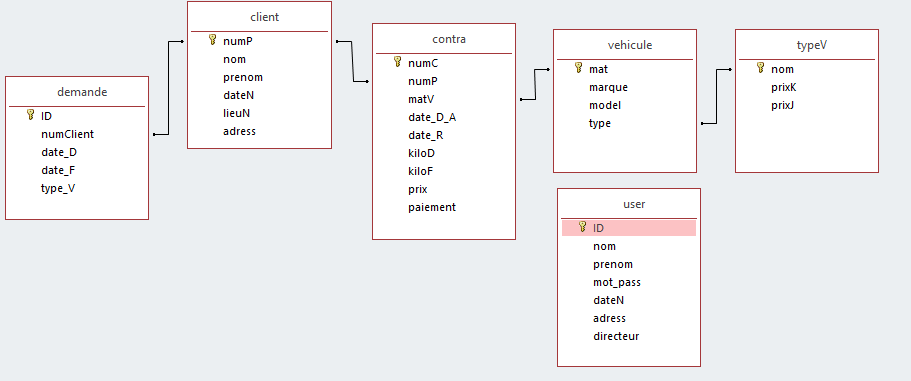 demande
ID
numClient
date_D
date_F
type_V
client
numP
nom
prenom
dateN
lieuN
adress
contra
numC
numP
matV
date_D_A
date_R
kiloD
kiloF
prix
paiement
vehicule
mat
marque
model
type
typeV
nom
prixK
prixJ
user
ID
nom
prenom
mot_pass
dateN
adress
directeur